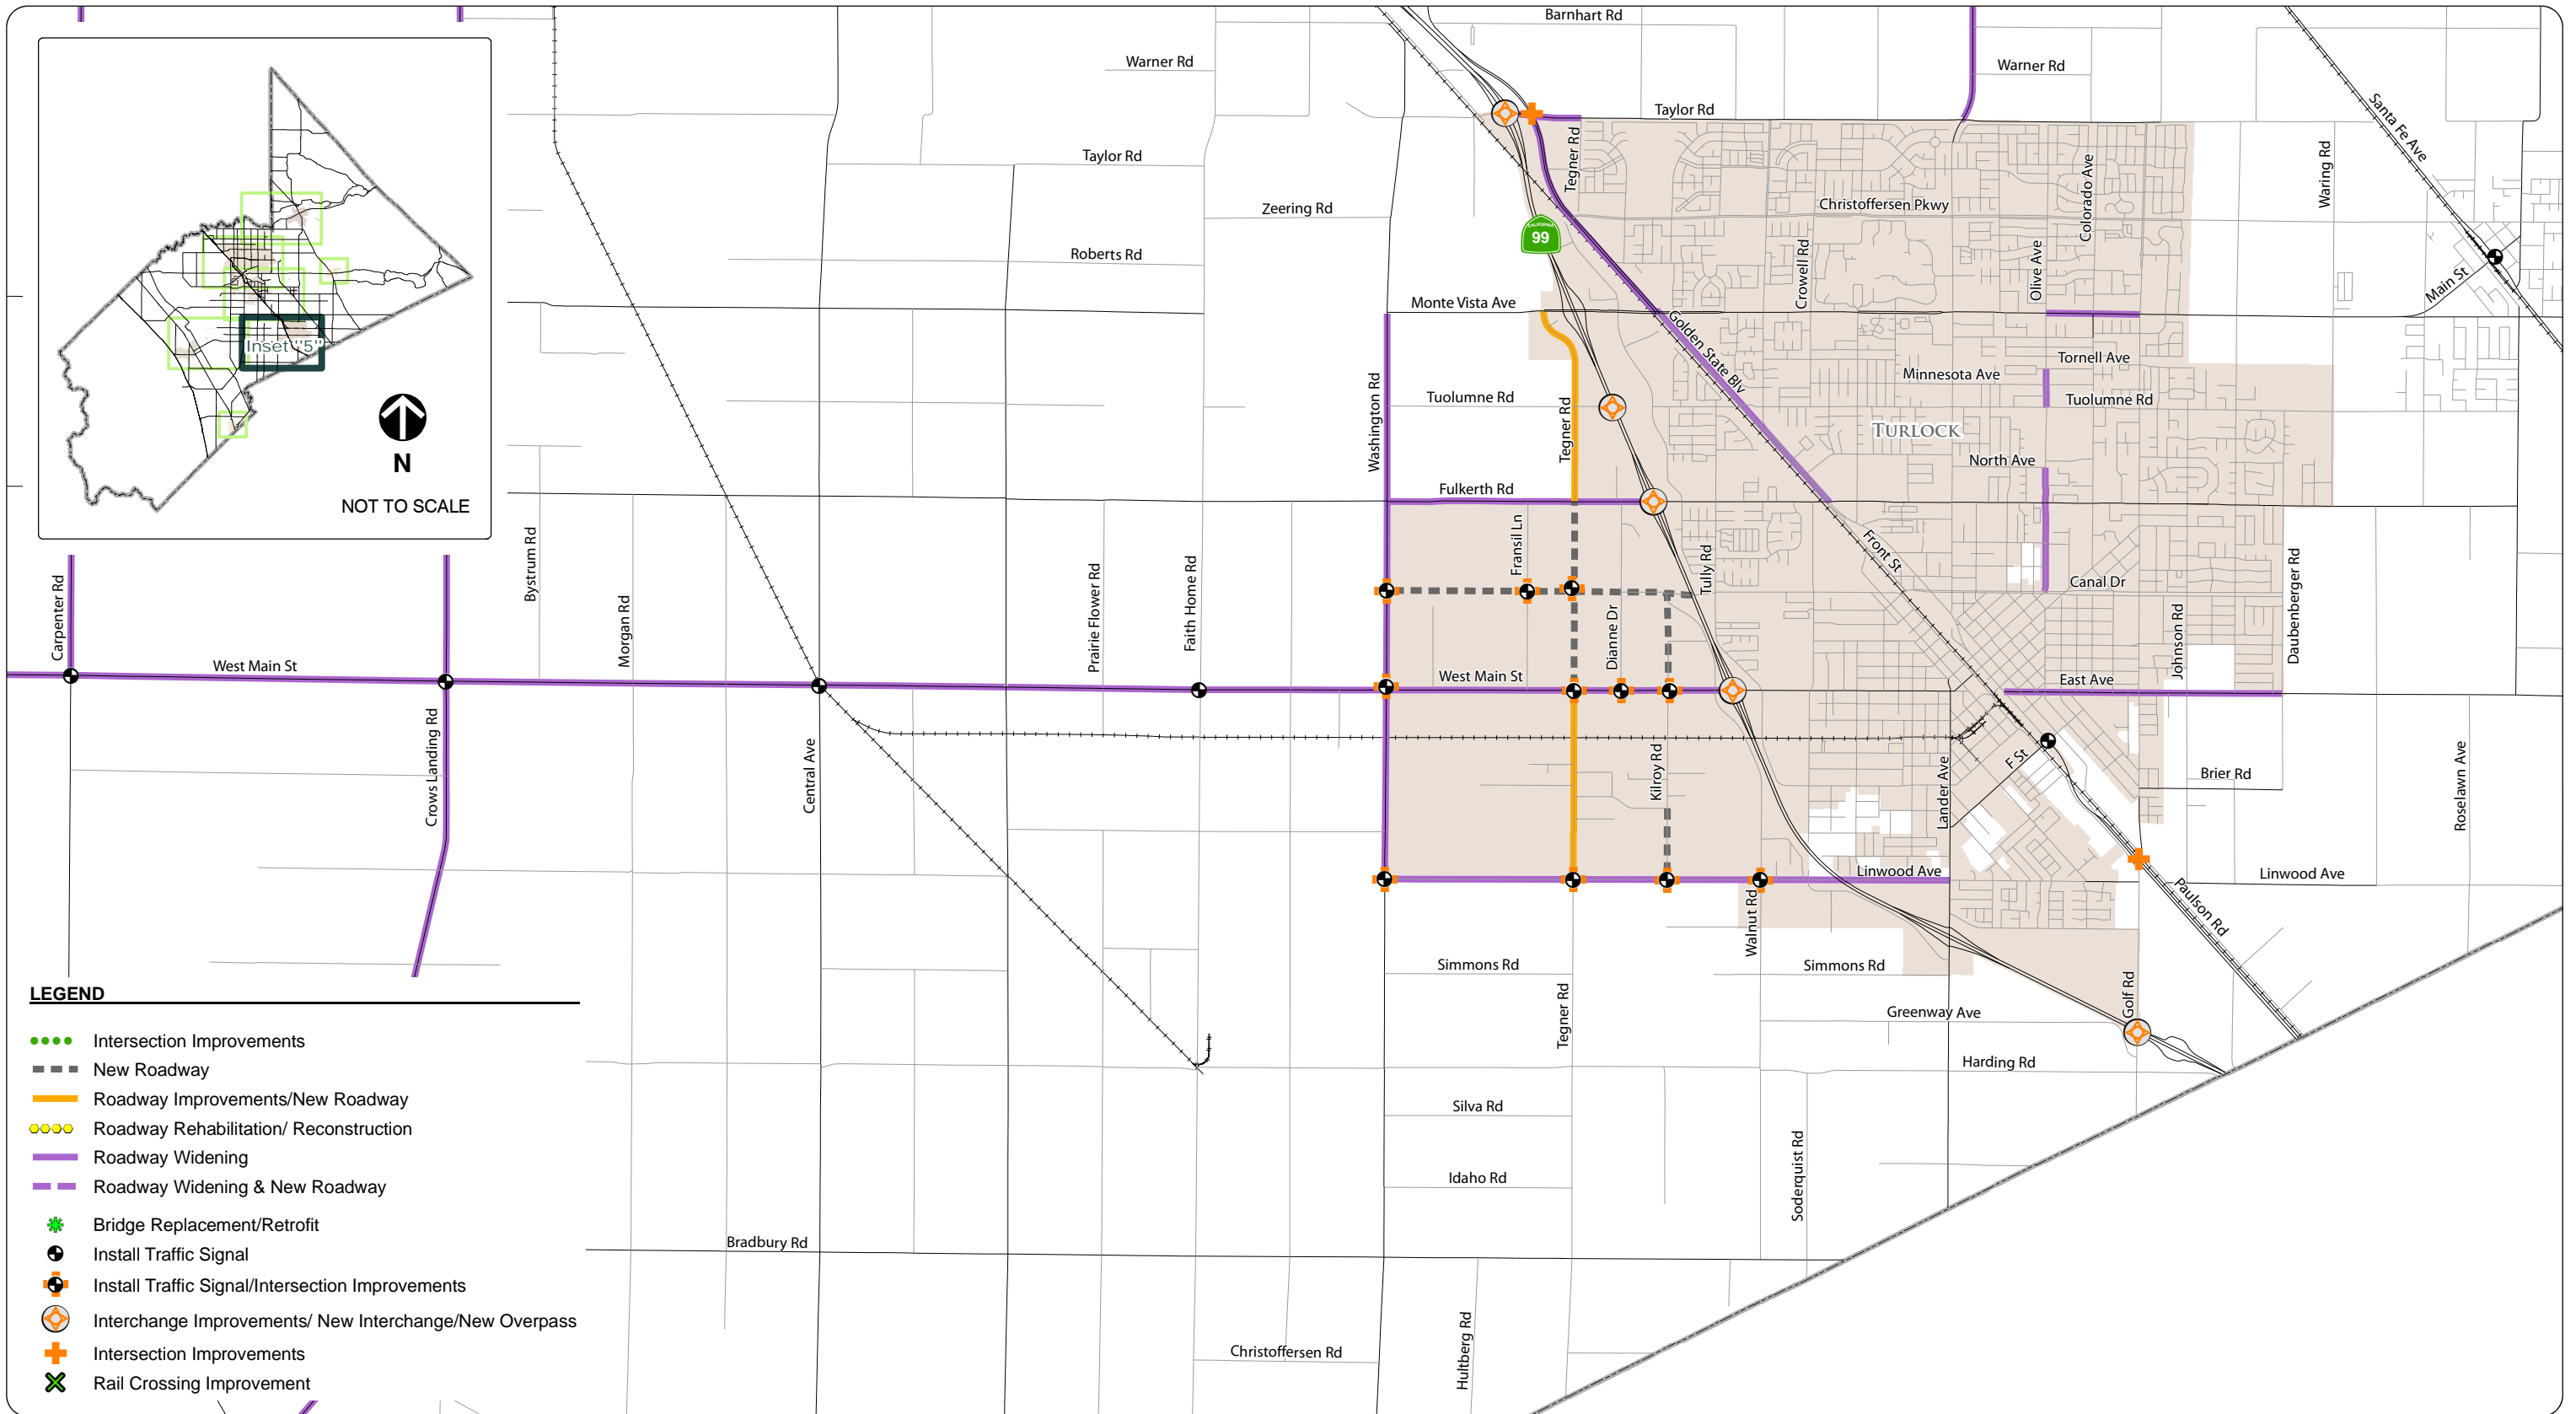 Barnhart Rd
Warner Rd
Warner Rd
Taylor Rd
Santa Fe Ave
Taylor Rd
Tegner Rd
Colorado Ave
Waring Rd
Zeering Rd
Christoffersen Pkwy
CALIFORNIA
99
Roberts Rd
Crowell Rd
Olive Ave
Main St
Monte Vista Ave
Golden State Blv
Inset "5"
Tornell Ave
Minnesota Ave
Washington Rd
Tuolumne Rd
Tuolumne Rd
Tegner Rd
TURLOCK
N
North Ave
NOT TO SCALE
Fulkerth Rd
Fransil Ln
Front St
Bystrum Rd
Tully Rd
Daubenberger Rd
Canal Dr
Carpenter Rd
Morgan Rd
Prairie Flower Rd
Faith Home Rd
Dianne Dr
Johnson Rd
West Main St
West Main St
East Ave
Crows Landing Rd
Central Ave
Kilroy Rd
F St
Lander Ave
Brier Rd
Roselawn Ave
Linwood Ave
Linwood Ave
Paulson Rd
Walnut Rd
Simmons Rd
Simmons Rd
Golf Rd
Tegner Rd
Greenway Ave
Harding Rd
Silva Rd
Soderquist Rd
Idaho Rd
Bradbury Rd
Hultberg Rd
Christoffersen Rd
LEGEND
Intersection Improvements
New Roadway
Roadway Improvements/New Roadway
Roadway Rehabilitation/ Reconstruction
Roadway Widening
Roadway Widening & New Roadway
Bridge Replacement/Retrofit
Install Traffic Signal
Install Traffic Signal/Intersection Improvements
Interchange Improvements/ New Interchange/New Overpass
Intersection Improvements
Rail Crossing Improvement